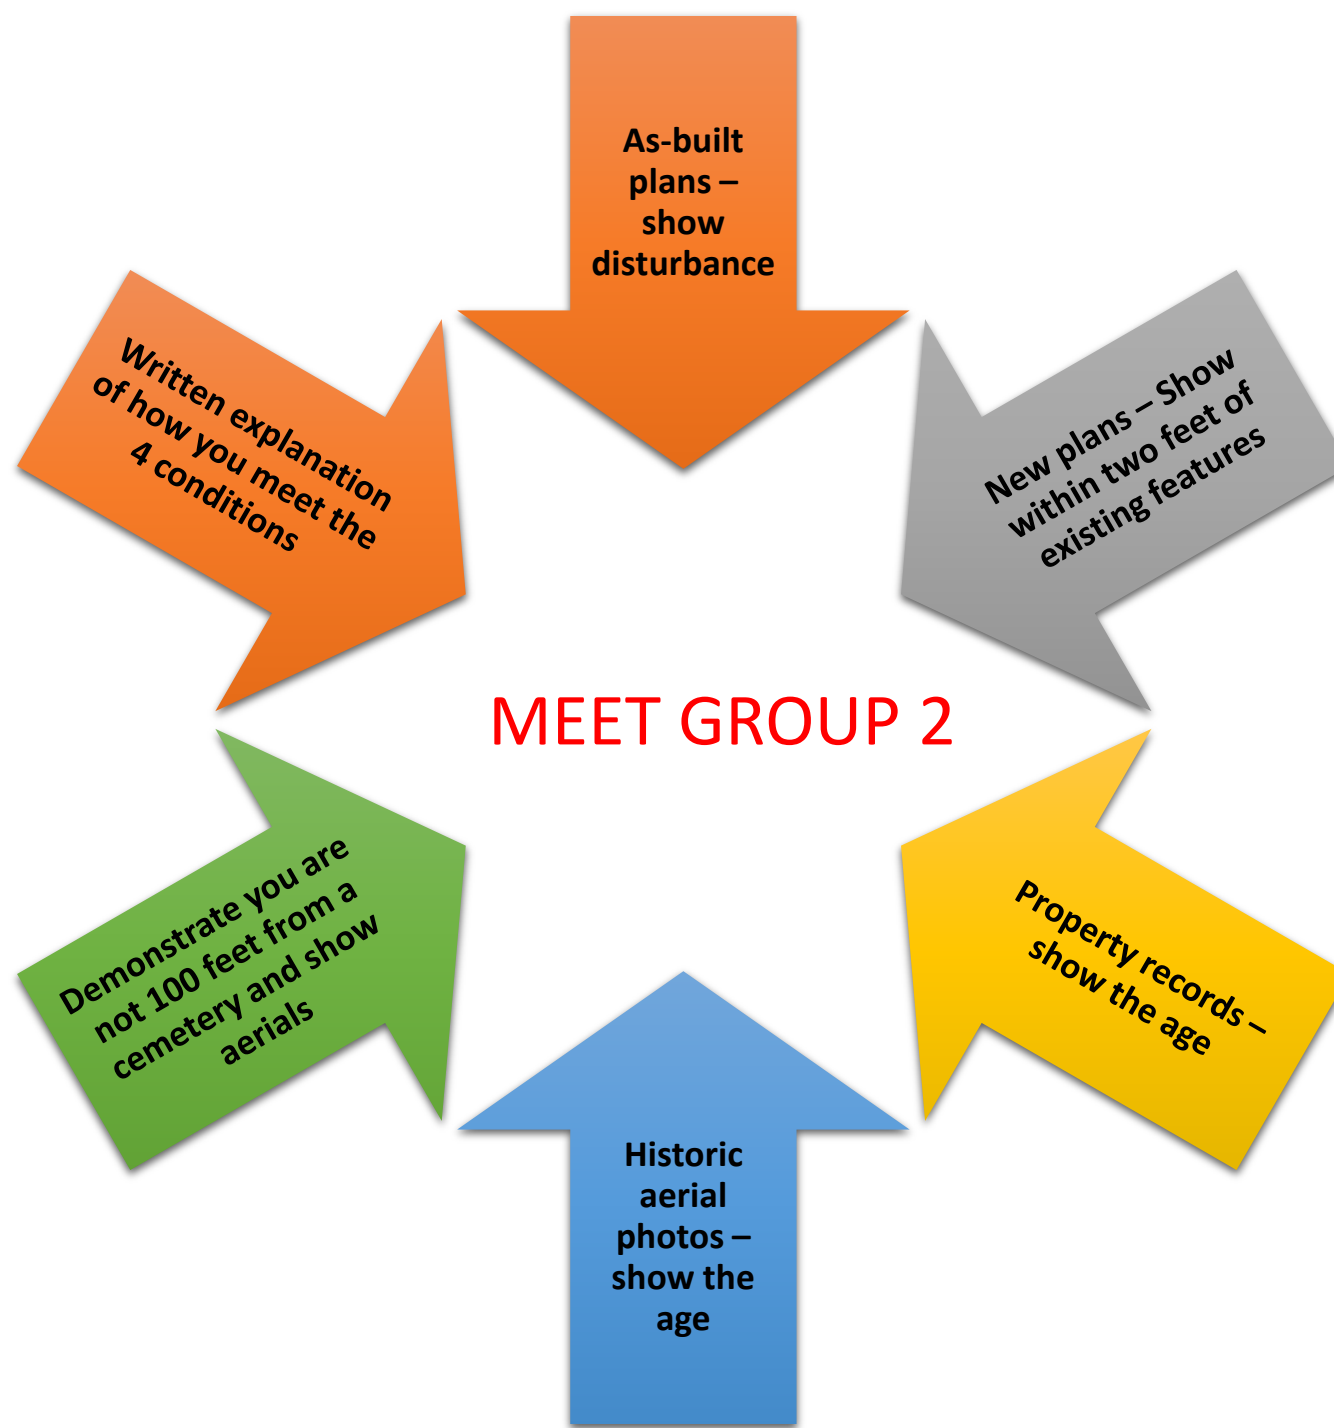 As-built
plans –
show
disturbance
New plans – Show
within two feet of
existing features
Property records –
show the age
Historic
aerial
photos –
show the
age
Demonstrate you are
not 100 feet from a
cemetery and show
aerials
Written explanation
of how you meet the
4 conditions
MEET GROUP 2